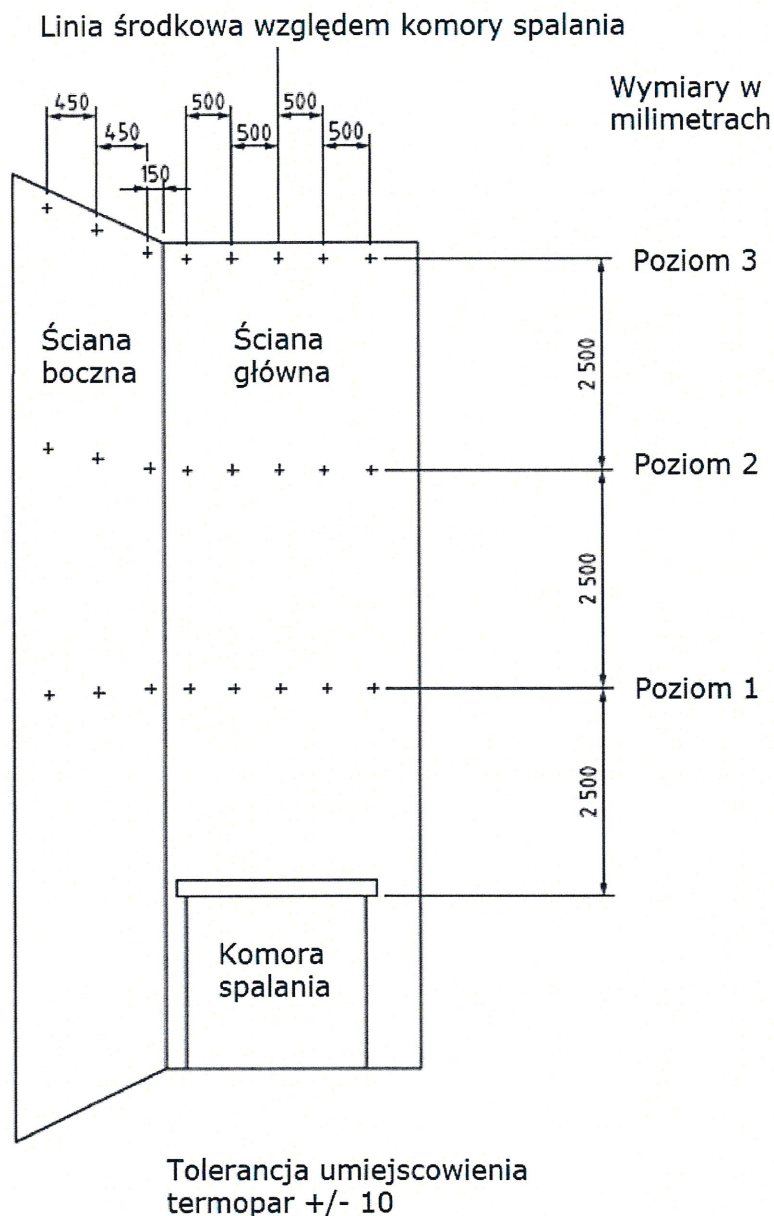 Linia środkowa względem komory spalania
Wymiary w
milimetrach
450
500
500
450
500
500
150
Poziom 3
Ściana
boczna
Ściana
główna
2 500
Poziom 2
2 500
Poziom 1
2 500
Komora
spalania
Tolerancja umiejscowienia
termopar +/- 10